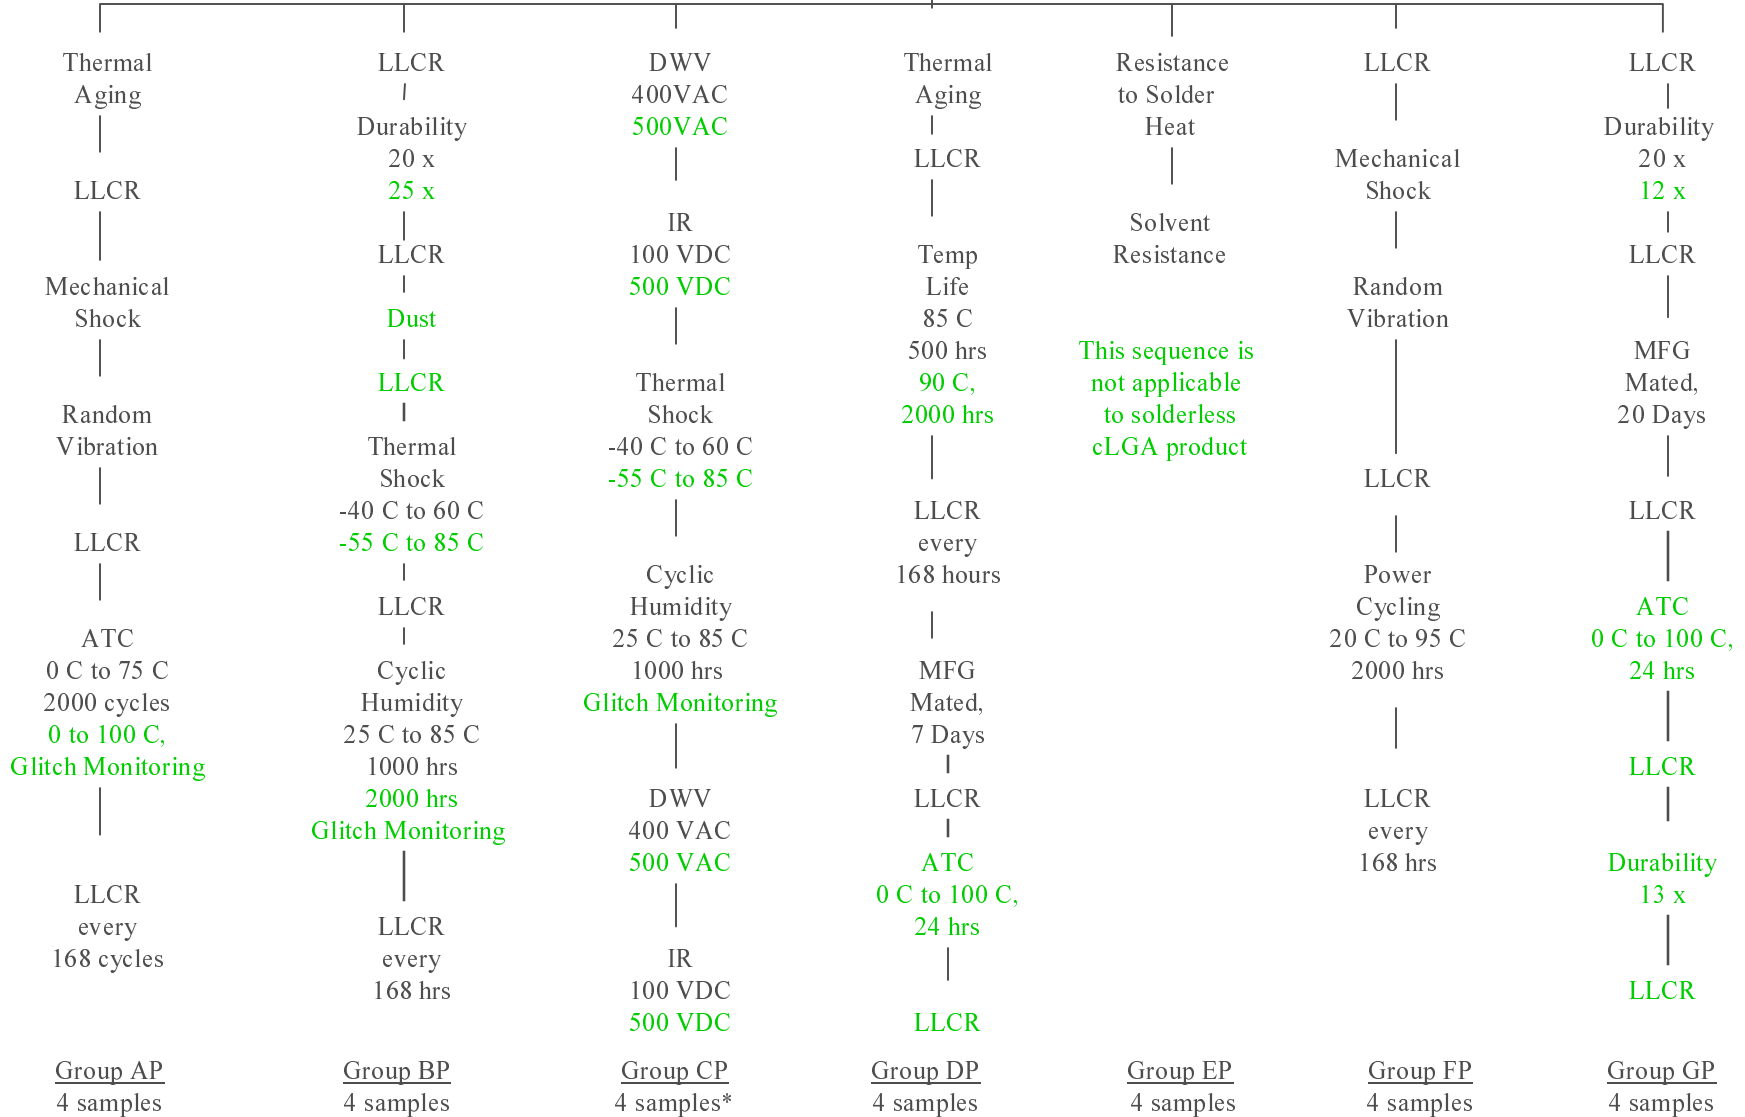 Thermal
Aging
LLCR
Mechanical
Shock
Random
Vibration
LLCR
ATC
0 C to 75 C
2000 cycles
0 to 100 C,
Glitch Monitoring
LLCR
every
168 cycles
Group AP
4 samples
LLCR
Durability
20 x
25 x
LLCR
Dust
LLCR
Thermal
Shock
-40 C to 60 C
-55 C to 85 C
LLCR
Cyclic
Humidity
25 C to 85 C
1000 hrs
2000 hrs
Glitch Monitoring
LLCR
every
168 hrs
Group BP
4 samples
DWV
400VAC
500VAC
IR
100 VDC
500 VDC
Thermal
Shock
-40 C to 60 C
-55 C to 85 C
Cyclic
Humidity
25 C to 85 C
1000 hrs
Glitch Monitoring
DWV
400 VAC
500 VAC
IR
100 VDC
500 VDC
Group CP
4 samples*
Thermal
Aging
LLCR
Temp
Life
85 C
500 hrs
90 C,
2000 hrs
LLCR
every
168 hours
MFG
Mated,
7 Days
LLCR
ATC
0 C to 100 C,
24 hrs
LLCR
Group DP
4 samples
Resistance
to Solder
Heat
Solvent
Resistance
This sequence is
not applicable
to solderless
cLGA product
Group EP
4 samples
LLCR
Mechanical
Shock
Random
Vibration
LLCR
Power
Cycling
20 C to 95 C
2000 hrs
LLCR
every
168 hrs
Group FP
4 samples
LLCR
Durability
20 x
12 x
LLCR
MFG
Mated,
20 Days
LLCR
ATC
0 C to 100 C,
24 hrs
LLCR
Durability
13 x
LLCR
Group GP
4 samples